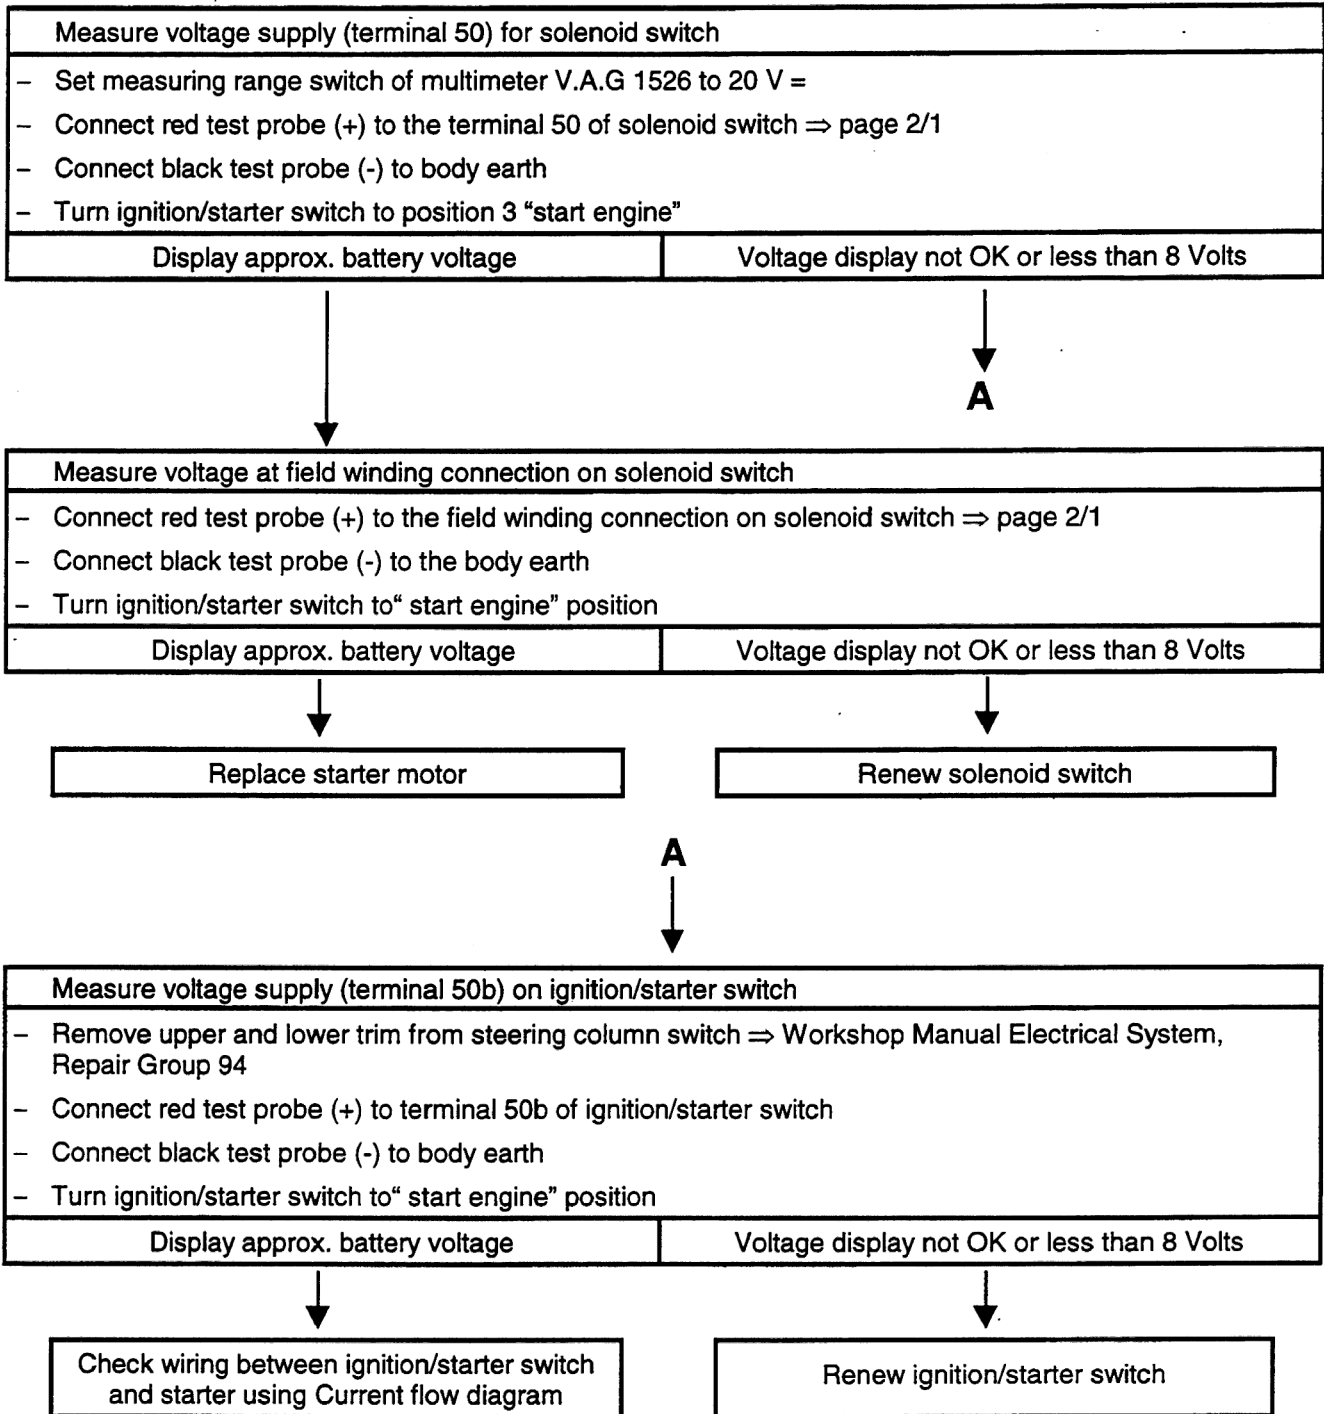 Measure voltage supply (terminal 50) for solenoid switch
– Set measuring range switch of multimeter V.A.G 1526 to 20 V =
– Connect red test probe (+) to the terminal 50 of solenoid switch ⇒ page 2/1
– Connect black test probe (-) to body earth
– Turn ignition/starter switch to position 3 “start engine”
Display approx. battery voltage
Voltage display not OK or less than 8 Volts
A
Measure voltage at field winding connection on solenoid switch
– Connect red test probe (+) to the field winding connection on solenoid switch ⇒ page 2/1
– Connect black test probe (-) to the body earth
– Turn ignition/starter switch to“ start engine” position
Display approx. battery voltage
Voltage display not OK or less than 8 Volts
Replace starter motor
Renew solenoid switch
A
Measure voltage supply (terminal 50b) on ignition/starter switch
– Remove upper and lower trim from steering column switch ⇒ Workshop Manual Electrical System,
Repair Group 94
– Connect red test probe (+) to terminal 50b of ignition/starter switch
– Connect black test probe (-) to body earth
– Turn ignition/starter switch to“ start engine” position
Display approx. battery voltage
Voltage display not OK or less than 8 Volts
Check wiring between ignition/starter switch
and starter using Current flow diagram
Renew ignition/starter switch